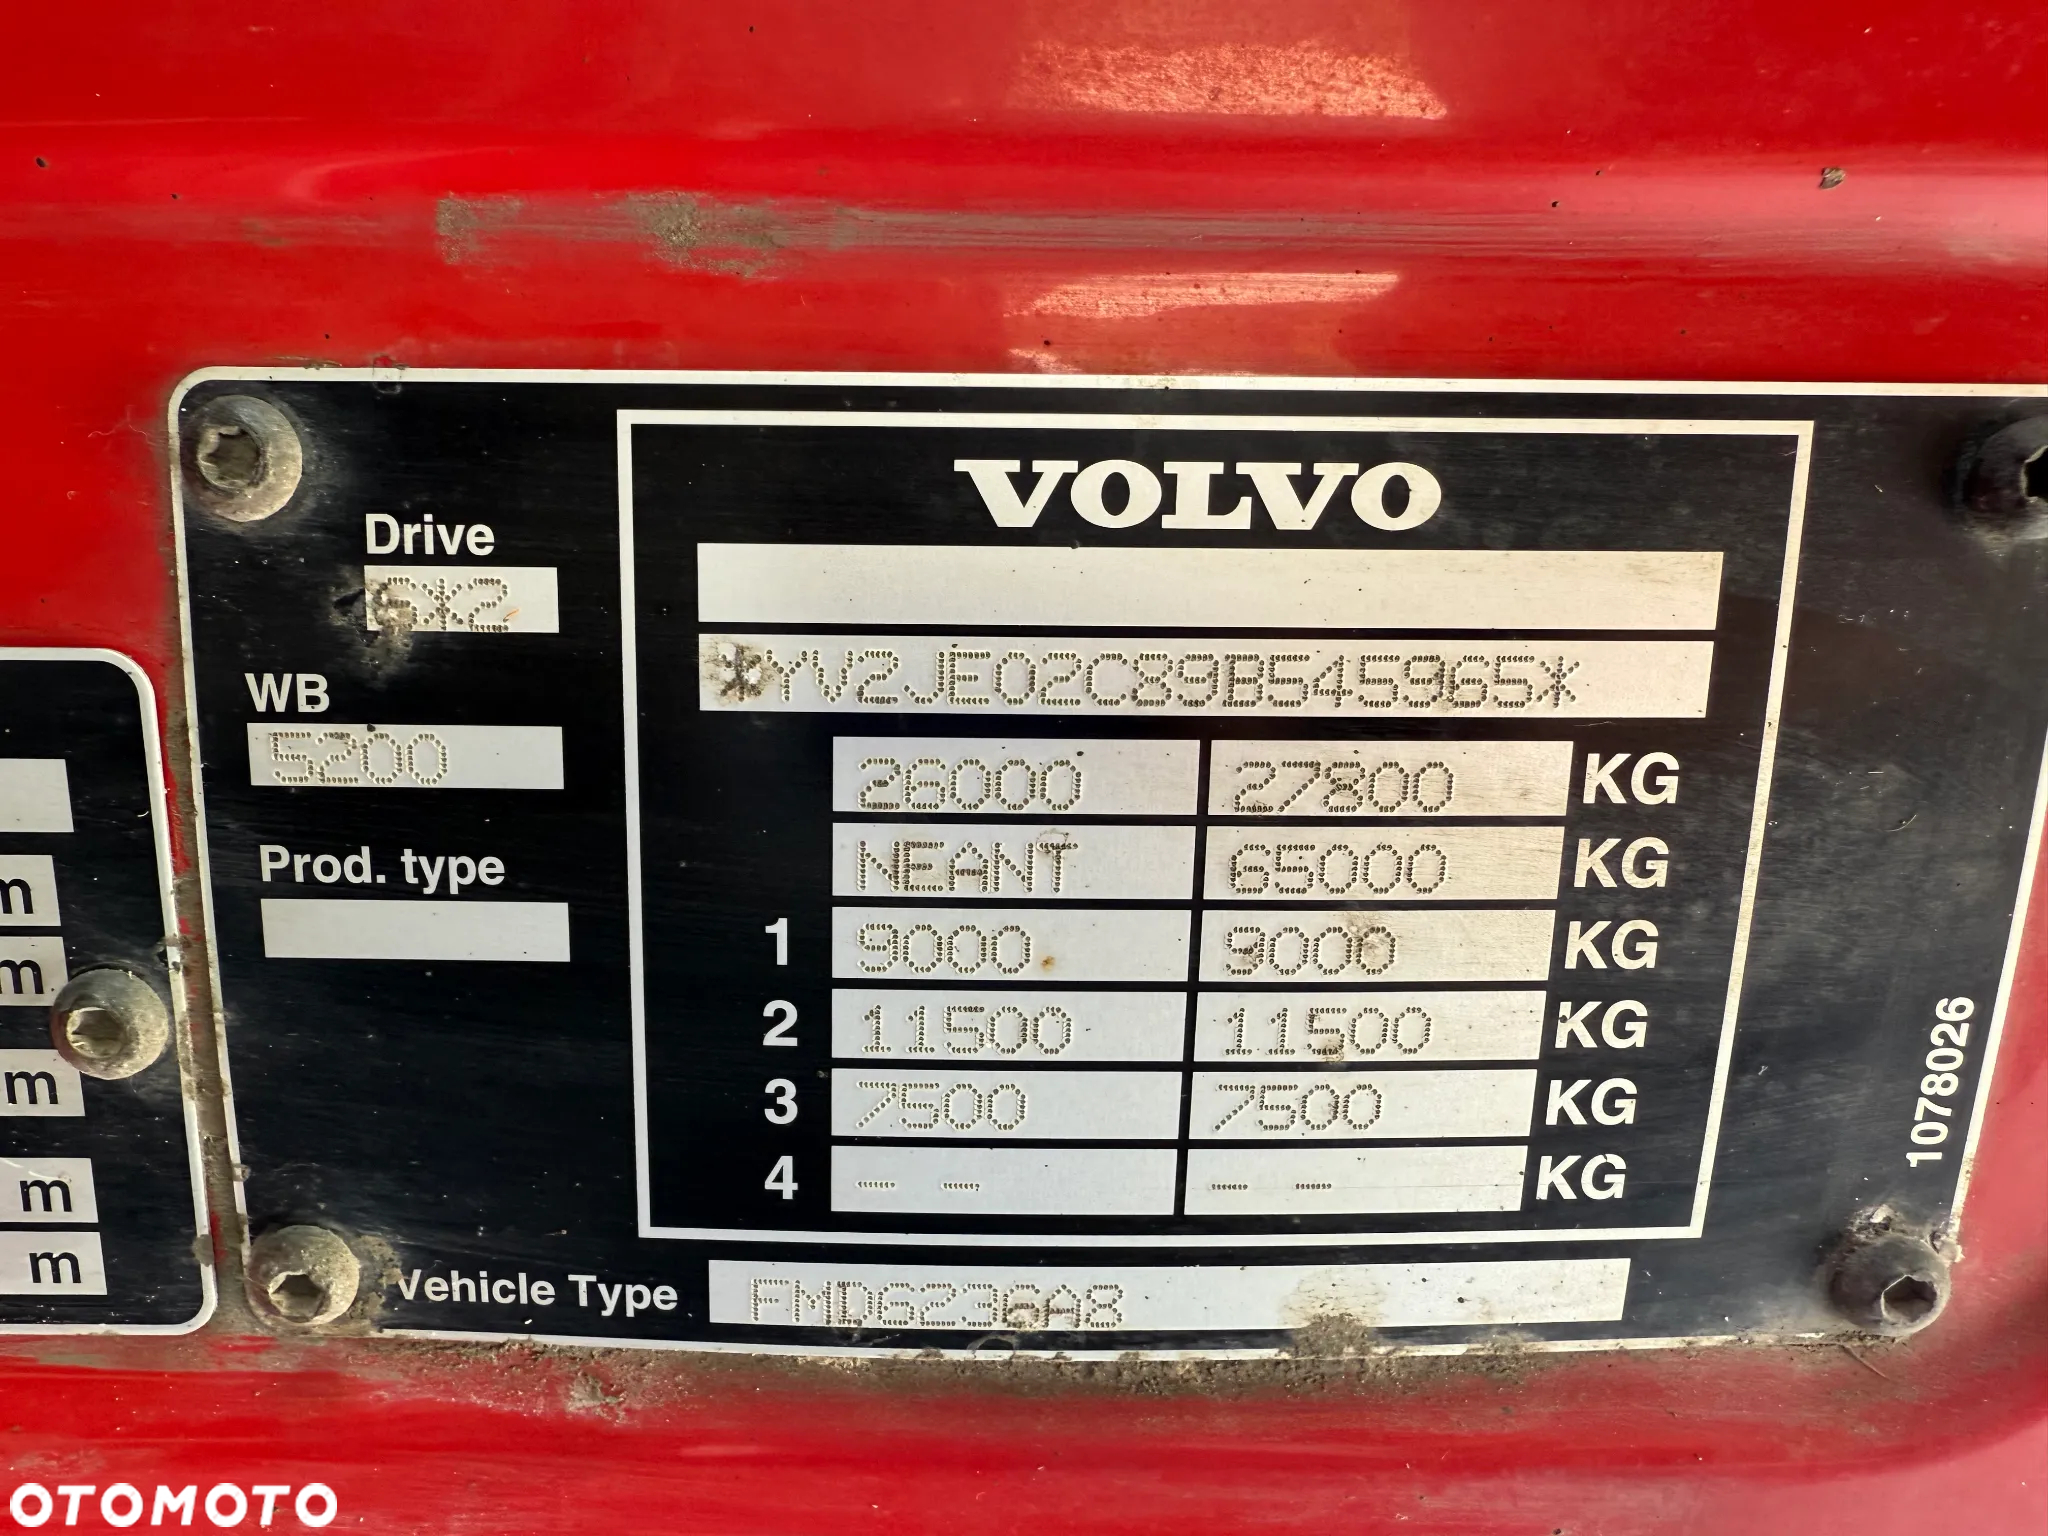 VOLVO
Drive
6X2
*YV2JE02C89B545965*
WB
5200
26000 27800 KG
Prod. type
NEANT 65000 KG
1 9000 9000 KG
2 11500 11500 KG
3 7500 7500 KG
4 -- -- KG
Vehicle Type FMD6236A8
1078026
m
m
m
m
m
OTOMOTO